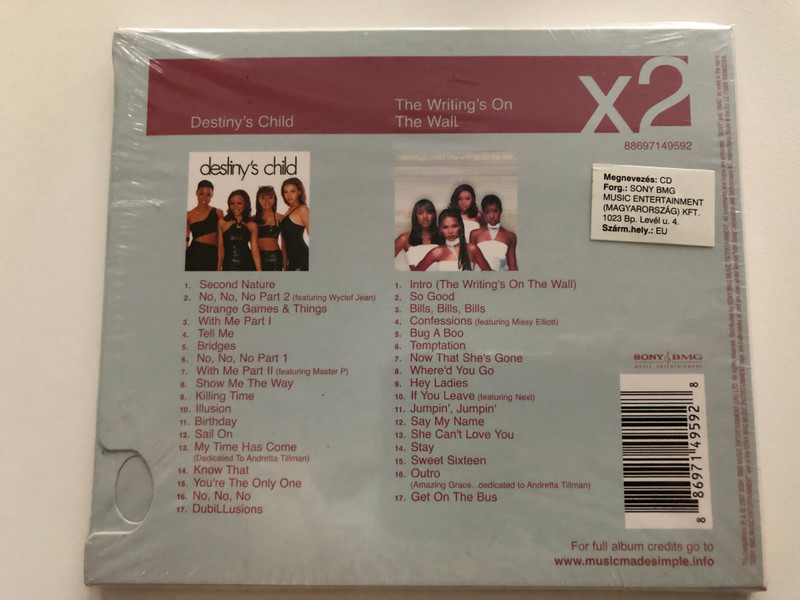 Destiny's Child
The Writing's On
The Wall
x2
88697149592
destiny's child
Megnevezés: CD
Forg.: SONY BMG
MUSIC ENTERTAINMENT
(MAGYARORSZÁG) KFT.
1023 Bp. Levél u. 4.
Szárm.hely.: EU
1. Second Nature
2. No, No, No Part 2 (featuring Wyclef Jean)
Strange Games & Things
3. With Me Part I
4. Tell Me
5. Bridges
6. No, No, No Part 1
7. With Me Part II (featuring Master P)
8. Show Me The Way
9. Killing Time
10. Illusion
11. Birthday
12. Sail On
13. My Time Has Come
(Dedicated To Andretta Tillman)
14. Know That
15. You're The Only One
16. No, No, No
17. DubiLLusions
1. Intro (The Writing's On The Wall)
2. So Good
3. Bills, Bills, Bills
4. Confessions (featuring Missy Elliott)
5. Bug A Boo
6. Temptation
7. Now That She's Gone
8. Where'd You Go
9. Hey Ladies
10. If You Leave (featuring Next)
11. Jumpin', Jumpin'
12. Say My Name
13. She Can't Love You
14. Stay
15. Sweet Sixteen
16. Outro
(Amazing Grace...dedicated to Andretta Tillman)
17. Get On The Bus
SONY BMG
MUSIC ENTERTAINMENT
8 86971 49592 8
For full album credits go to
www.musicmadesimple.info